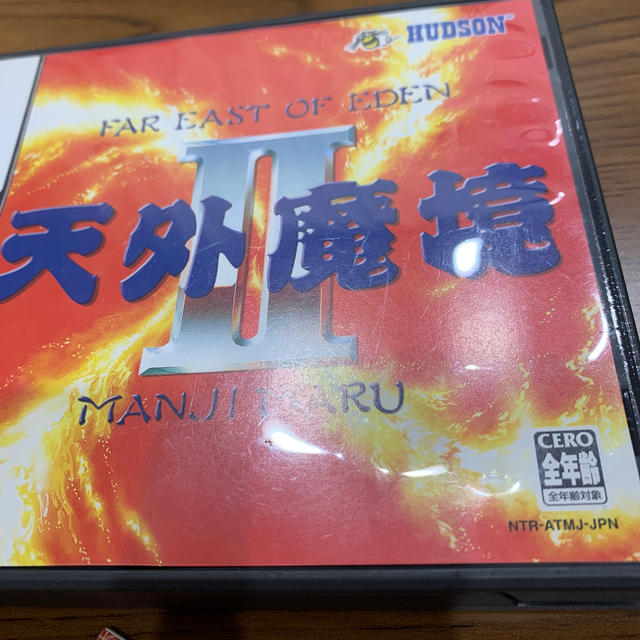 HUDSON®
FAR EAST OF EDEN
II
天外魔境
MANJI MARU
CERO
全年齢
全年齢対象
NTR-ATMJ-JPN